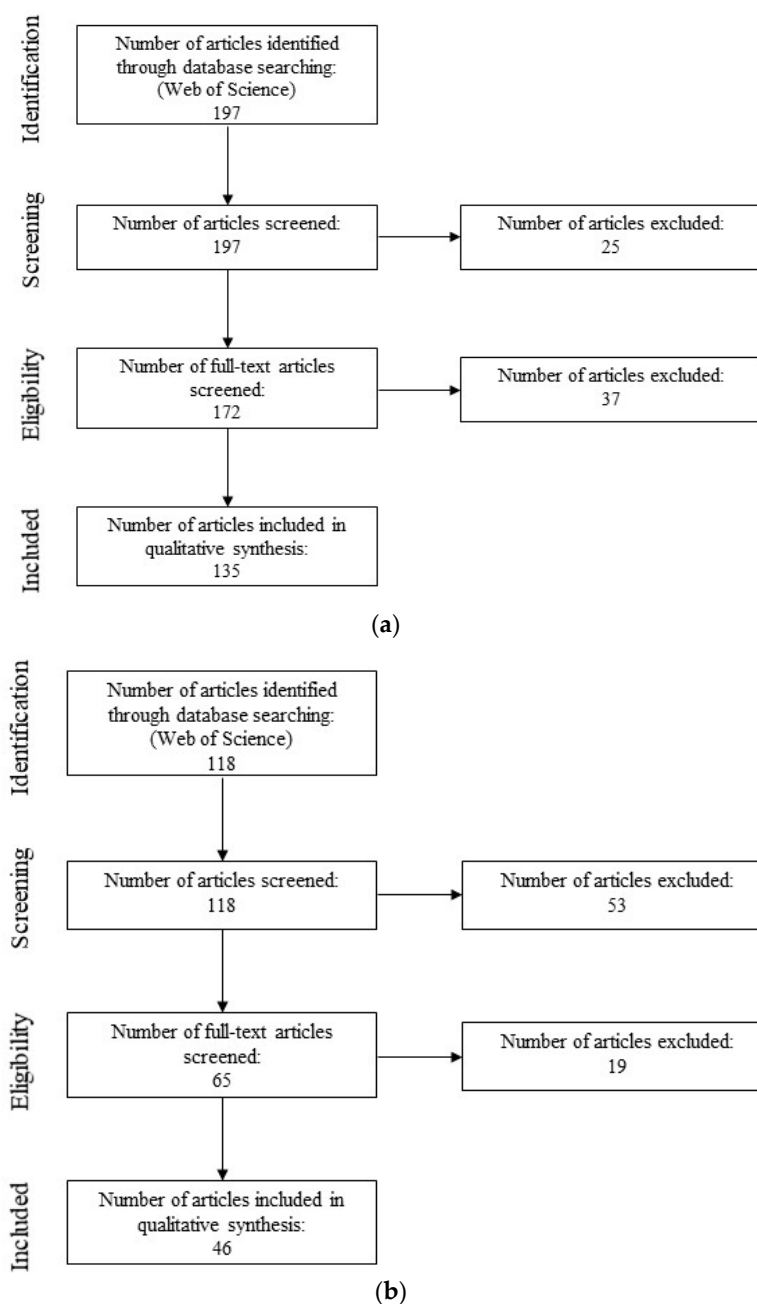 Identification
Number of articles identified
through database searching:
(Web of Science)
197
Screening
Number of articles screened:
197
Number of articles excluded:
25
Eligibility
Number of full-text articles
screened:
172
Number of articles excluded:
37
Included
Number of articles included in
qualitative synthesis:
135
(a)
Identification
Number of articles identified
through database searching:
(Web of Science)
118
Screening
Number of articles screened:
118
Number of articles excluded:
53
Eligibility
Number of full-text articles
screened:
65
Number of articles excluded:
19
Included
Number of articles included in
qualitative synthesis:
46
(b)